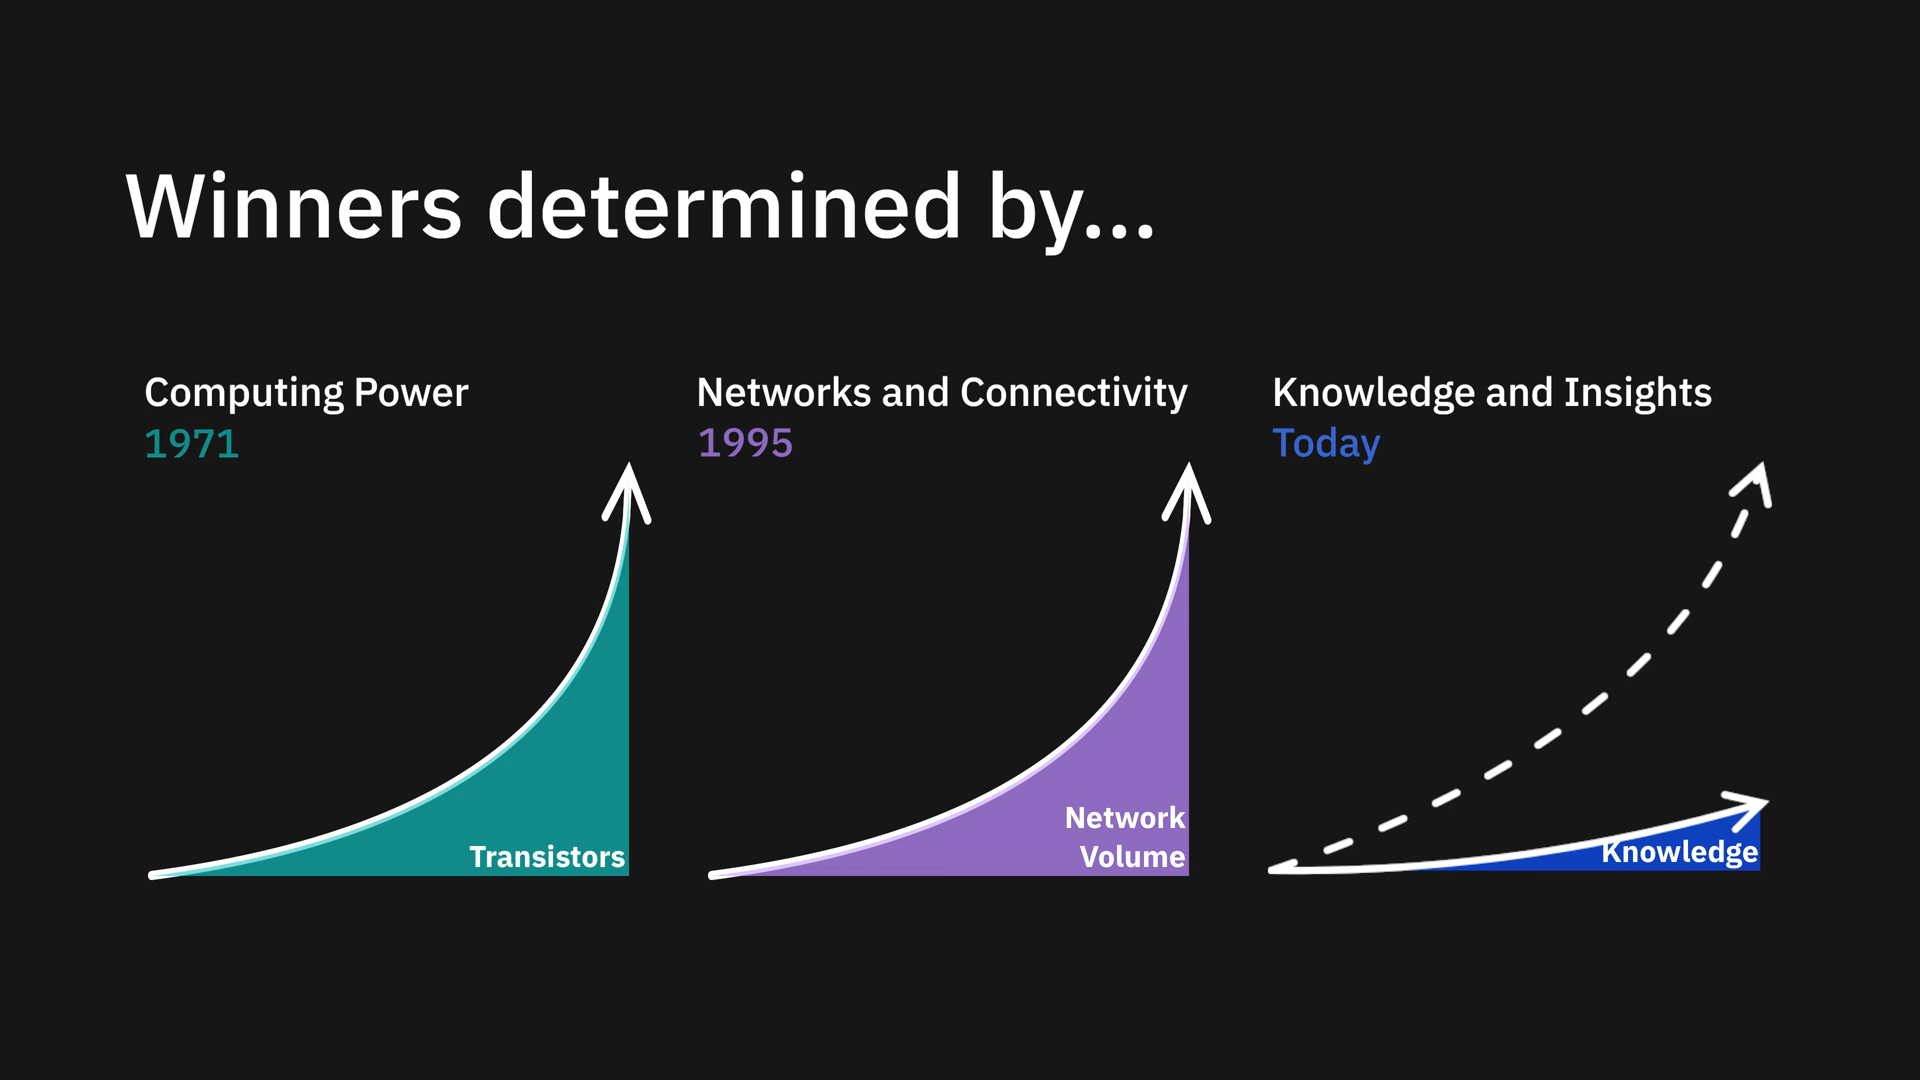 Winners determined by...
Computing Power
1971
Transistors
Networks and Connectivity
1995
Network
Volume
Knowledge and Insights
Today
Knowledge